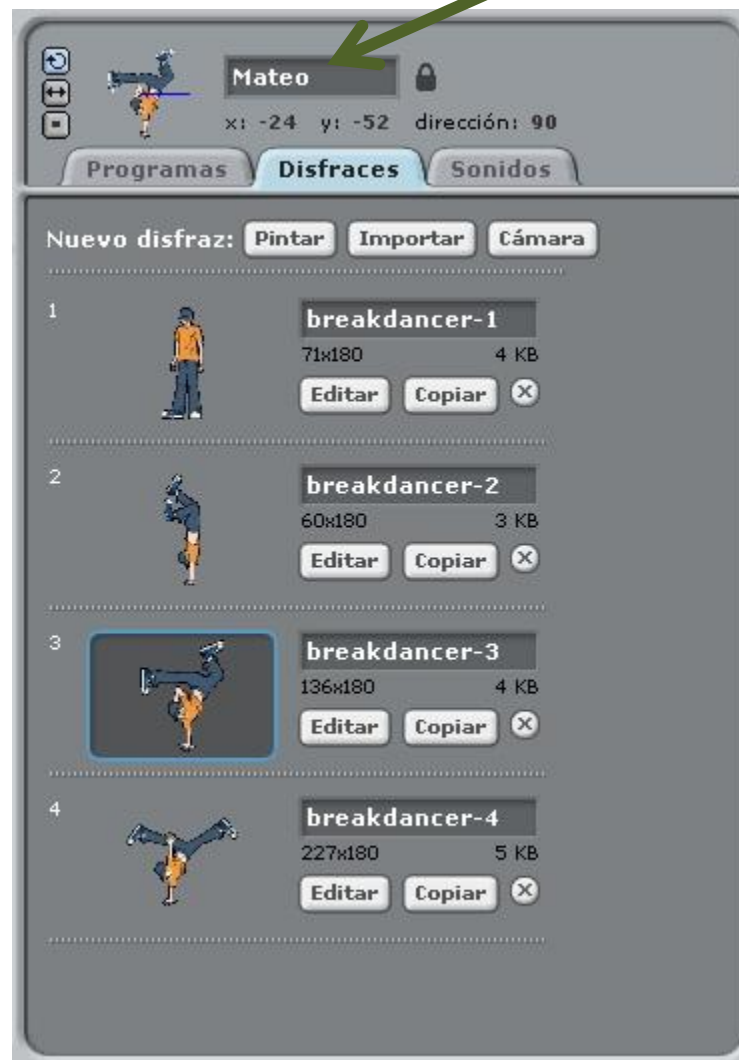 Mateo
x: -24 y: -52 dirección: 90
Programas Disfraces Sonidos
Nuevo disfraz: Pintar Importar Cámara
1
breakdancer-1
71x180 4 KB
Editar Copiar
2
breakdancer-2
60x180 3 KB
Editar Copiar
3
breakdancer-3
136x180 4 KB
Editar Copiar
4
breakdancer-4
227x180 5 KB
Editar Copiar